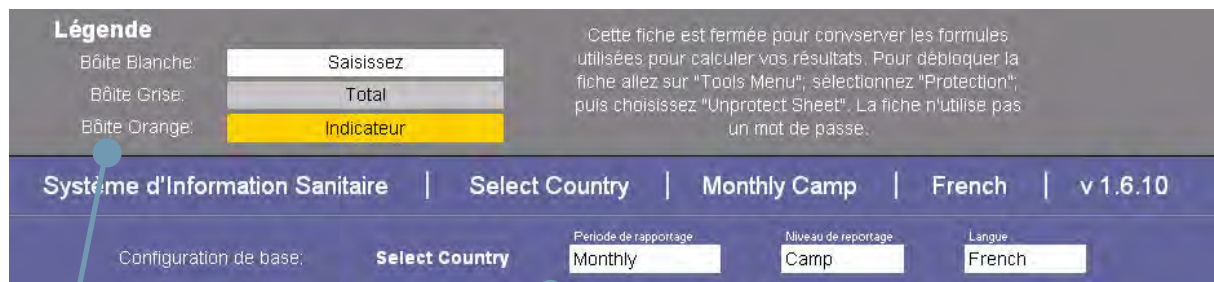 Légende
Bôite Blanche: Saisissez
Bôite Grise: Total
Bôite Orange: Indicateur
Cette fiche est fermée pour convserver les formules
utilisées pour calculer vos résultats. Pour débloquer la
fiche allez sur "Tools Menu"; sélectionnez "Protection";
puis choisissez "Unprotect Sheet". La fiche n'utilise pas
un mot de passe.
Système d'Information Sanitaire | Select Country | Monthly Camp | French | v 1.6.10
Periode de rapportage Niveau de reportage Langue
Configuration de base: Select Country Monthly Camp French